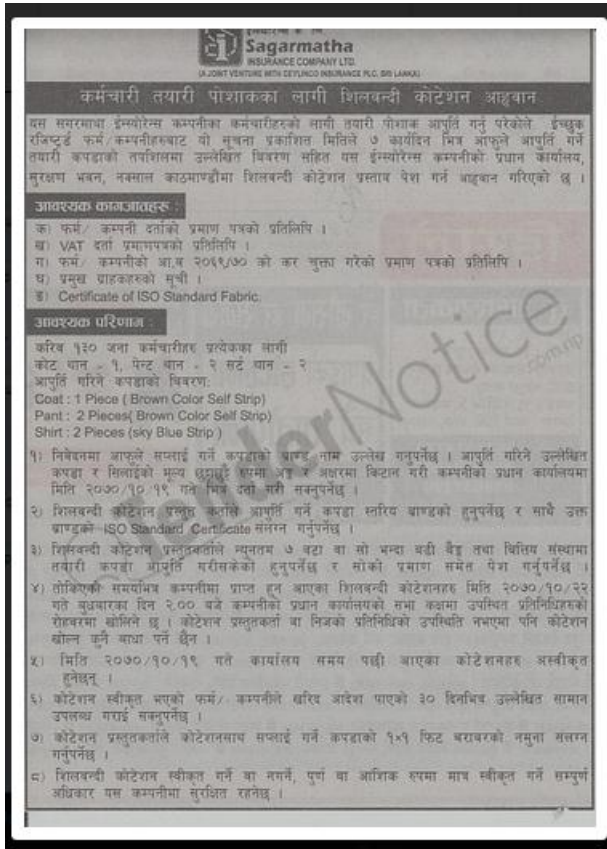 Sagarmatha
INSURANCE COMPANY LTD.
(A JOINT VENTURE WITH CEYLINCO INSURANCE PLC. SRI LANKA)
कर्मचारी तयारी पोशाकका लागी शिलवन्दी कोटेशन आह्वान
यस सगरमाथा ईन्स्योरेन्स कम्पनीका कर्मचारीहरुको लागी तयारी पोशाक आपुर्ति गर्नु परेकोले ईच्छुक
रजिष्टर्ड फर्म/कम्पनीहरुबाट यो सूचना प्रकाशित मितिले ७ कार्यदिन भित्र आफुले आपुर्ति गर्ने
तयारी कपडाको तपशिलमा उल्लेखित बिवरण सहित यस ईन्स्योरेन्स कम्पनीको प्रधान कार्यालय,
सुरक्षण भवन, नक्साल काठमाण्डौमा शिलवन्दी कोटेशन प्रस्ताव पेश गर्न आह्वान गरिएको छ ।
आवश्यक कागजातहरु :
क) फर्म/ कम्पनी दर्ताको प्रमाण पत्रको प्रतिलिपि ।
ख) VAT दर्ता प्रमाणपत्रको प्रतिलिपि ।
ग) फर्म/ कम्पनीको आ.व २०६९/७० को कर चुक्ता गरेको प्रमाण पत्रको प्रतिलिपि ।
घ) प्रमुख ग्राहकहरुको सूची ।
ङ) Certificate of ISO Standard Fabric.
आवश्यक परिणाम :
करिब १३० जना कर्मचारीहरु प्रत्येकका लागी
कोट थान - १, पेन्ट थान - २ सर्ट थान - २
आपुर्ति गरिने कपडाको बिवरण:
Coat : 1 Piece ( Brown Color Self Strip)
Pant : 2 Pieces( Brown Color Self Strip)
Shirt : 2 Pieces (sky Blue Strip )
१) निवेदनमा आफुले सप्लाई गर्ने कपडाको ब्राण्ड नाम उल्लेख गनुपर्नेछ । आपुर्ति गरिने उल्लेखित
कपडा र सिलाईको मूल्य छुट्टाछुट्टै रुपमा अङ्क र अक्षरमा किटान गरी कम्पनीको प्रधान कार्यालयमा
मिति २०७०/१०/१९ गते भित्र दर्ता गरी सक्नुपर्नेछ ।
२) शिलवन्दी कोटेशन प्रस्तुत कर्ताले आपुर्ति गर्ने कपडा स्तरिय ब्राण्डको हुनुपर्नेछ र साथै उक्त
ब्राण्डको ISO Standard Certificate संलग्न गर्नुपर्नेछ ।
३) शिलवन्दी कोटेशन प्रस्तुतकर्ताले न्यूनतम ७ वटा वा सो भन्दा बढी बैङ्क तथा बित्तिय संस्थामा
तयारी कपडा आपुर्ति गरीसकेको हुनुपर्नेछ र सोको प्रमाण समेत पेश गर्नुपर्नेछ ।
४) तोकिएको समयभित्र कम्पनीमा प्राप्त हुन आएका शिलवन्दी कोटेशनहरु मिति २०७०/१०/२२
गते बुधवारका दिन २.०० बजे कम्पनीको प्रधान कार्यालयको सभा कक्षमा उपस्थित प्रतिनिधिहरुको
रोहवरमा खोलिने छ । कोटेशन प्रस्तुतकर्ता वा निजको प्रतिनिधिको उपस्थिति नभएमा पनि कोटेशन
खोल्न कुनै बाधा पर्ने छैन ।
५) मिति २०७०/१०/१९ गते कार्यालय समय पछी आएका कोटेशनहरु अस्वीकृत
हुनेछन् ।
६) कोटेशन स्वीकृत भएको फर्म/ कम्पनीले खरिद आदेश पाएको ३० दिनभित्र उल्लेखित सामान
उपलब्ध गराई सक्नुपर्नेछ ।
७) कोटेशन प्रस्तुतकर्ताले कोटेशनसाथ सप्लाई गर्ने कपडाको १×१ फिट बराबरको नमुना संलग्न
गर्नुपर्नेछ ।
८) शिलवन्दी कोटेशन स्वीकृत गर्ने वा नगर्ने, पुर्ण वा आंशिक रुपमा मात्र स्वीकृत गर्ने सम्पुर्ण
अधिकार यस कम्पनीमा सुरक्षित रहनेछ ।